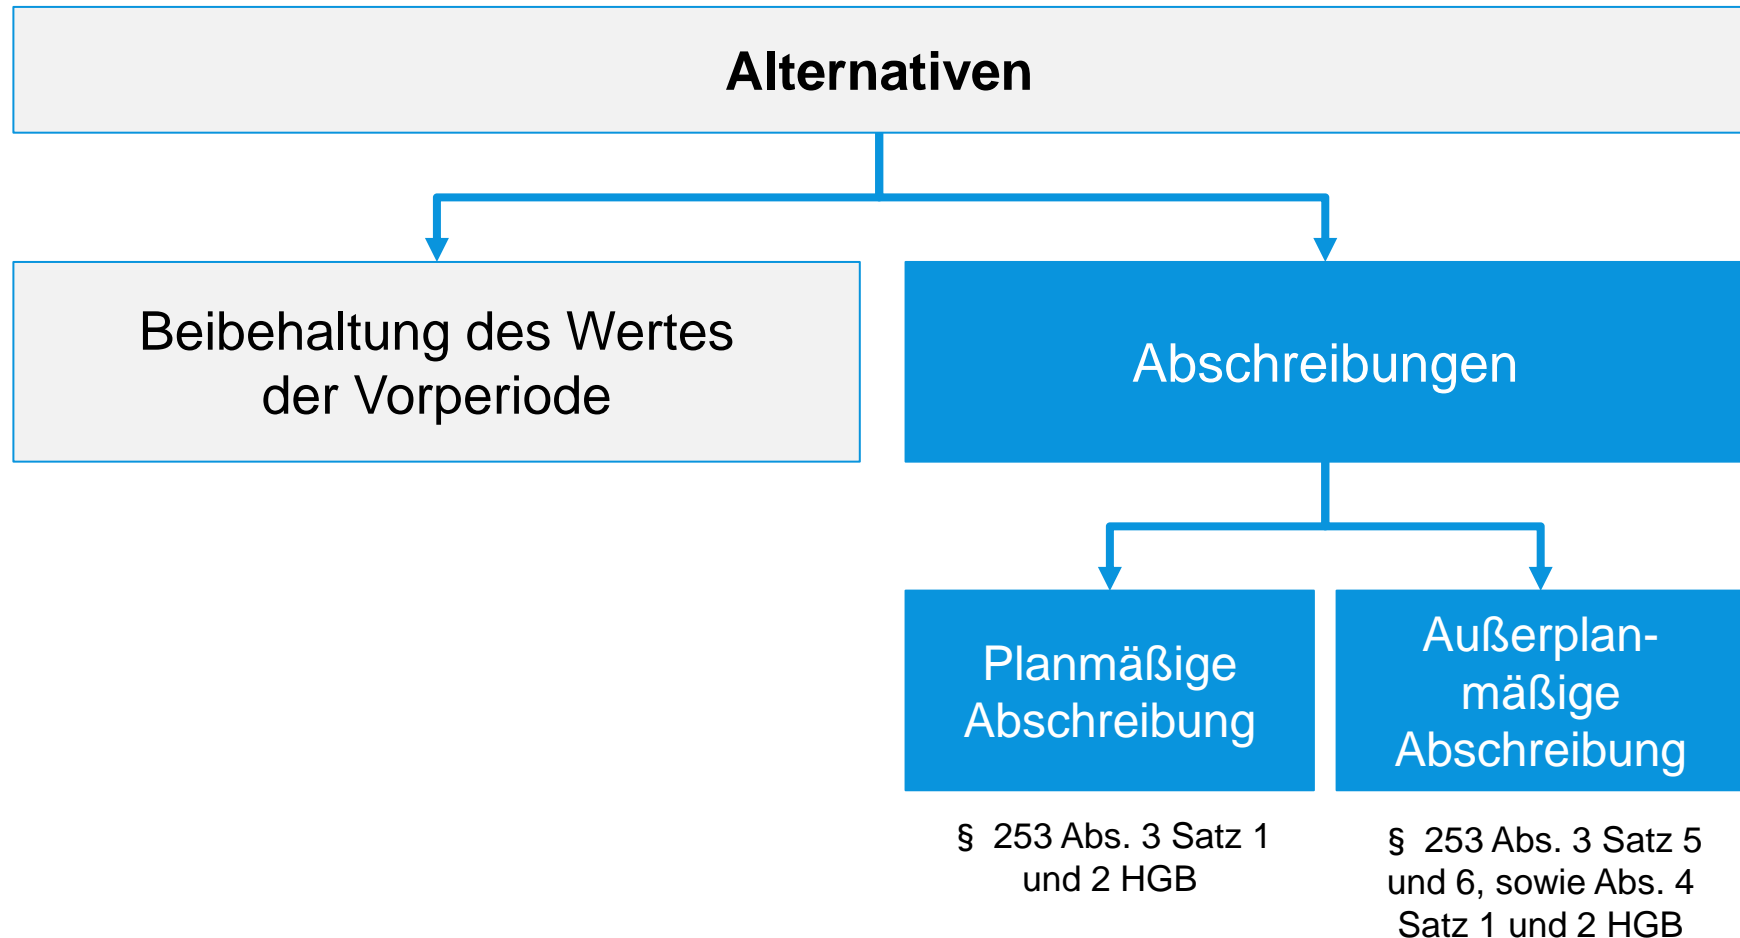 Alternativen
Beibehaltung des Wertes
der Vorperiode
Abschreibungen
Planmäßige
Abschreibung
Außerplan-
mäßige
Abschreibung
§ 253 Abs. 3 Satz 1
und 2 HGB
§ 253 Abs. 3 Satz 5
und 6, sowie Abs. 4
Satz 1 und 2 HGB